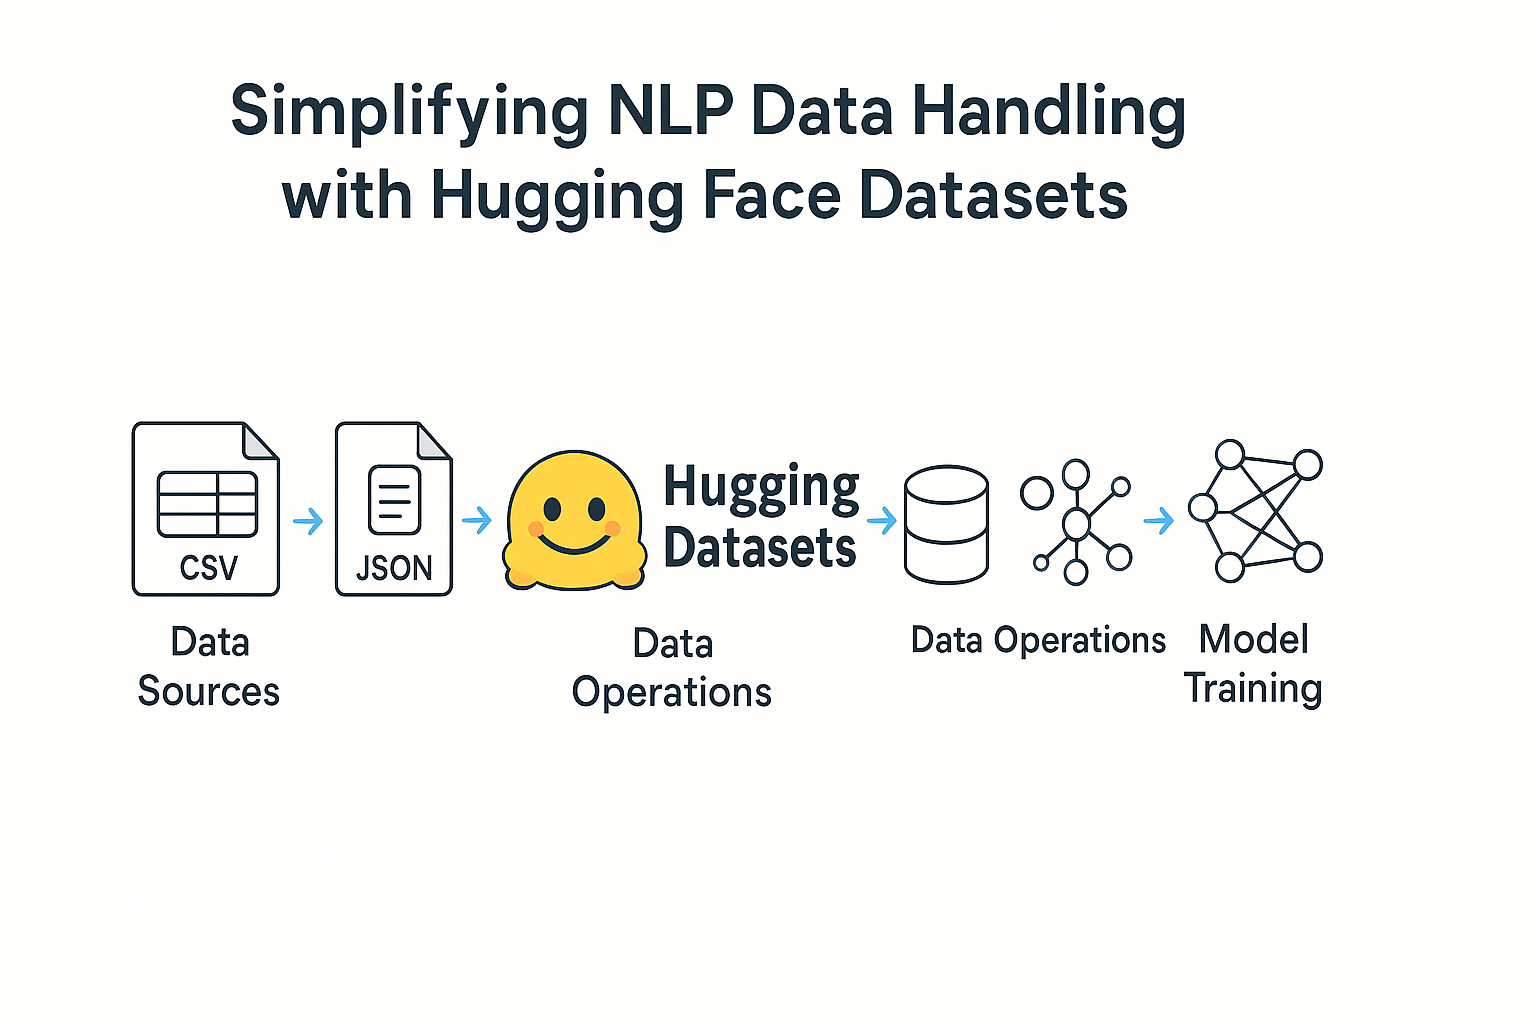 Simplifying NLP Data Handling
with Hugging Face Datasets
CSV
JSON
Hugging
Datasets
Data
Sources
Data
Operations
Data Operations
Model
Training